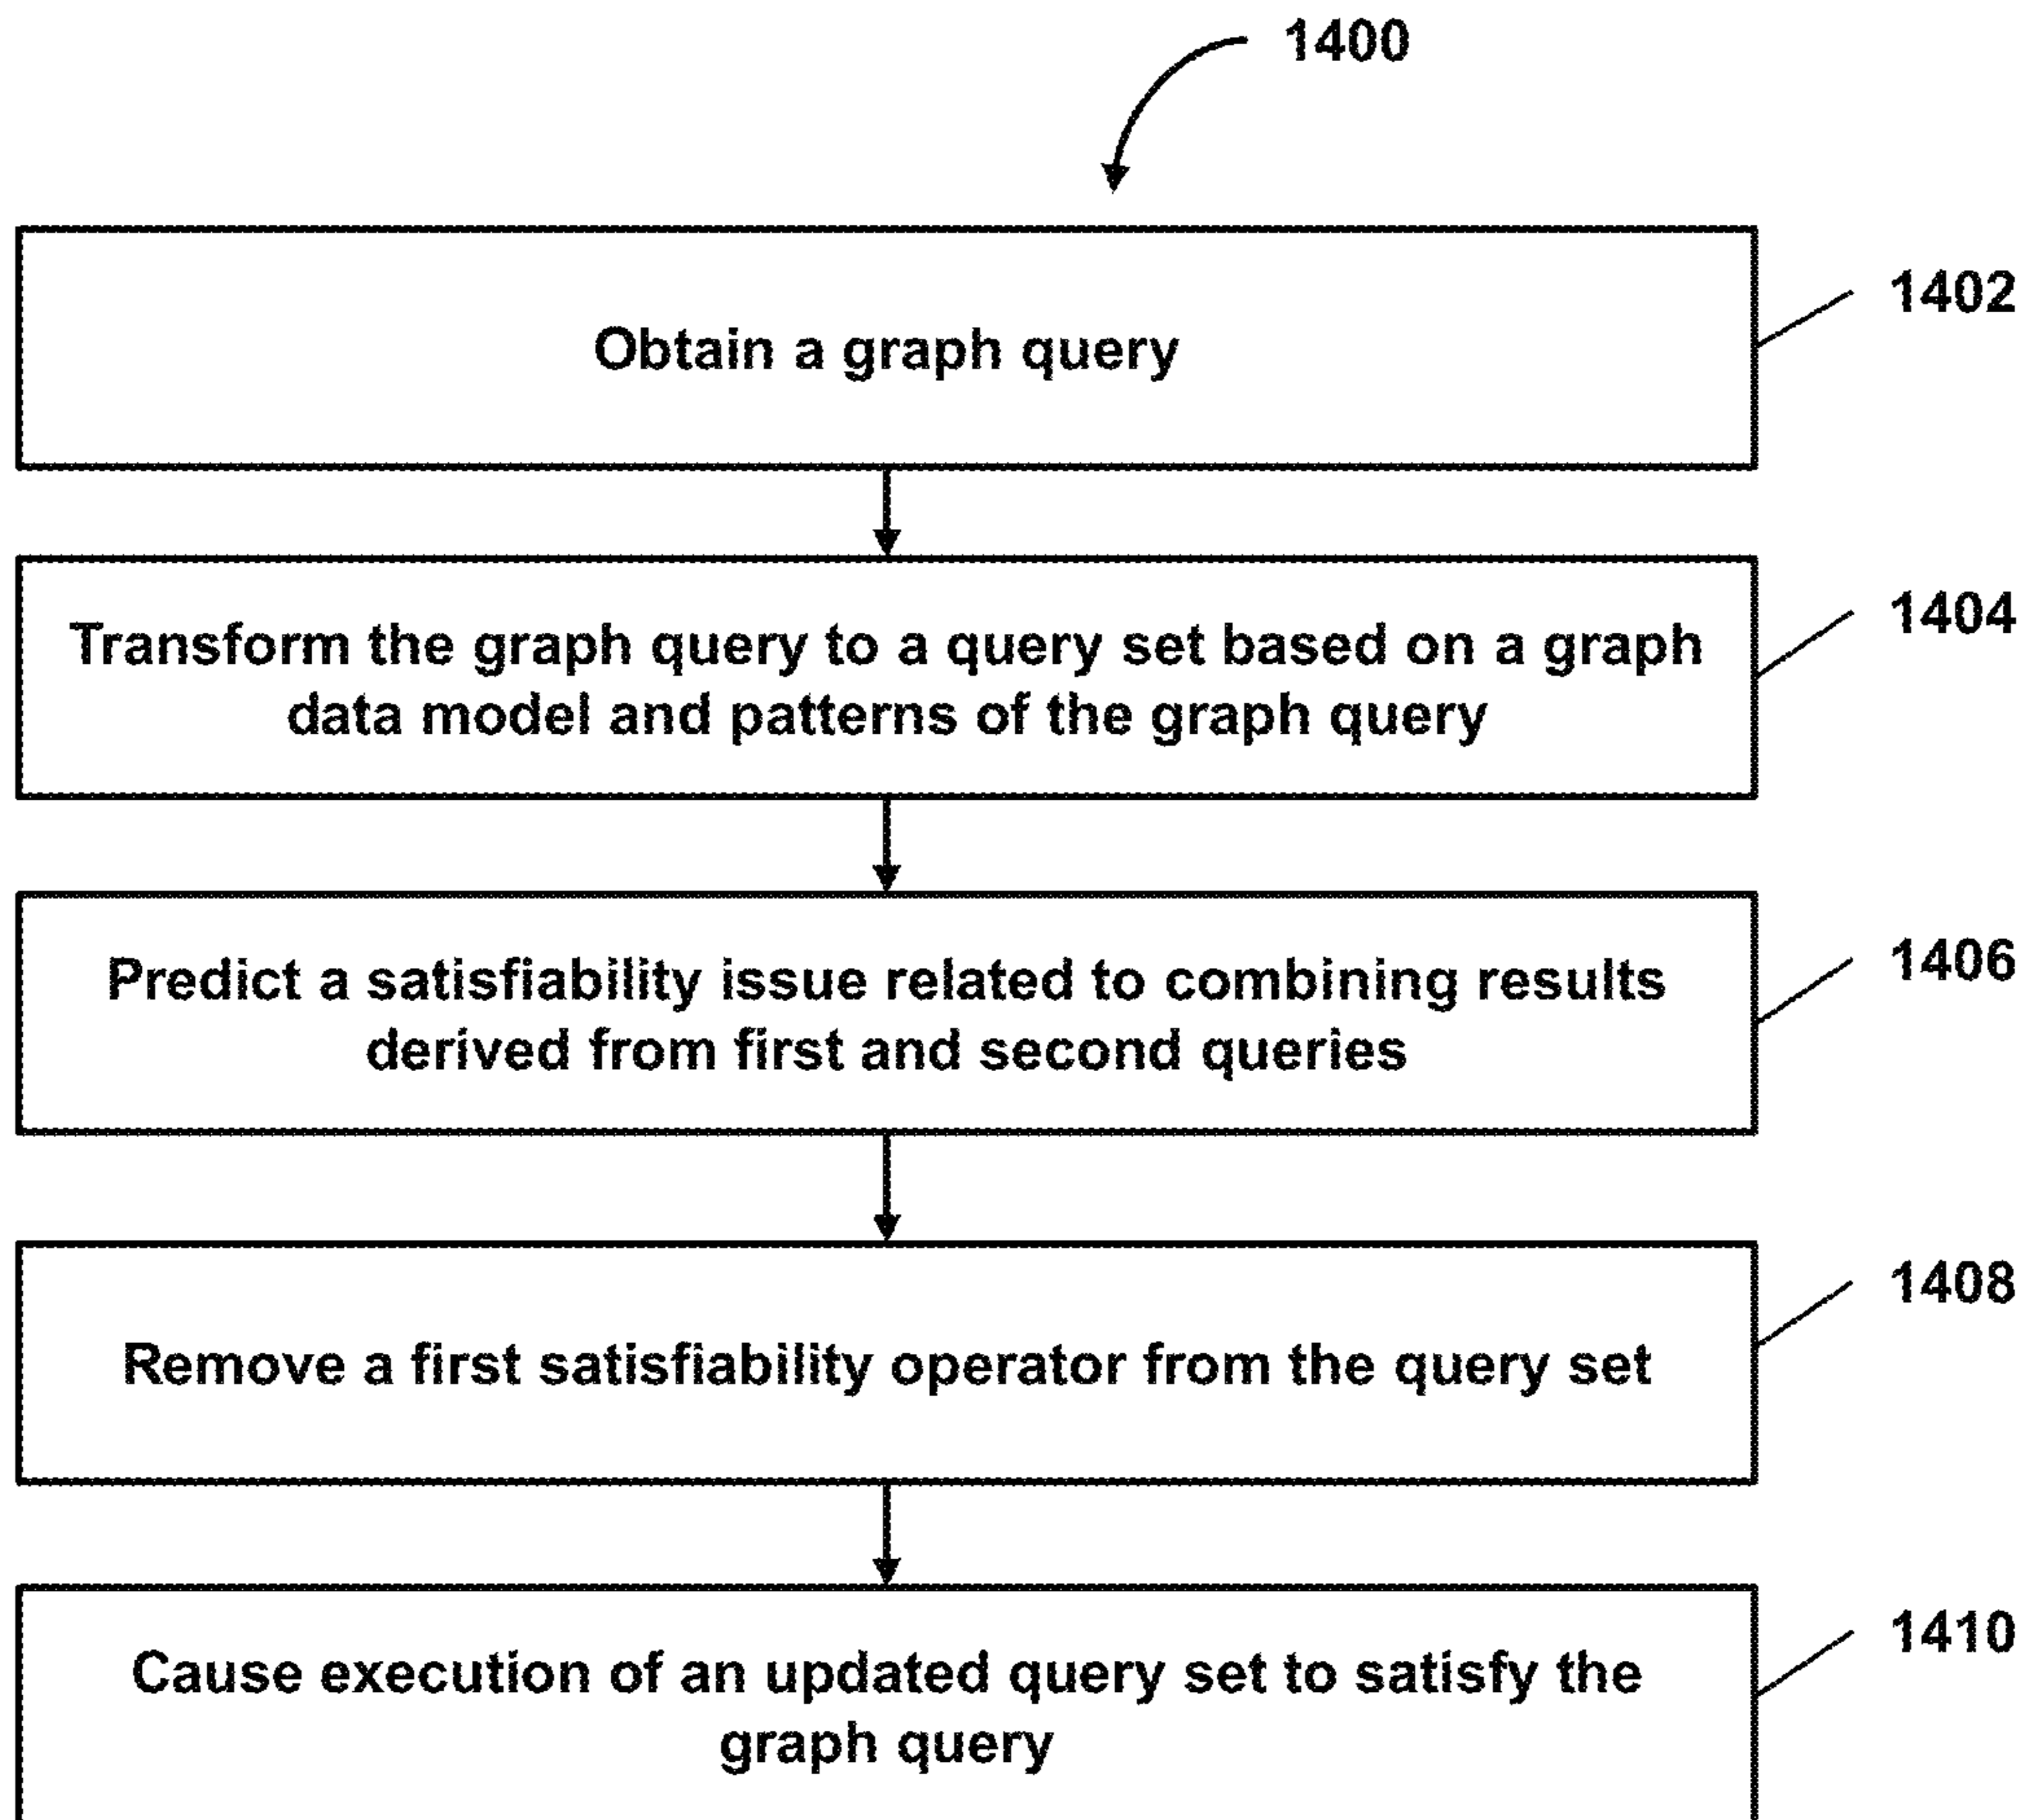 1400
Obtain a graph query
1402
Transform the graph query to a query set based on a graph
data model and patterns of the graph query
1404
Predict a satisfiability issue related to combining results
derived from first and second queries
1406
Remove a first satisfiability operator from the query set
1408
Cause execution of an updated query set to satisfy the
graph query
1410